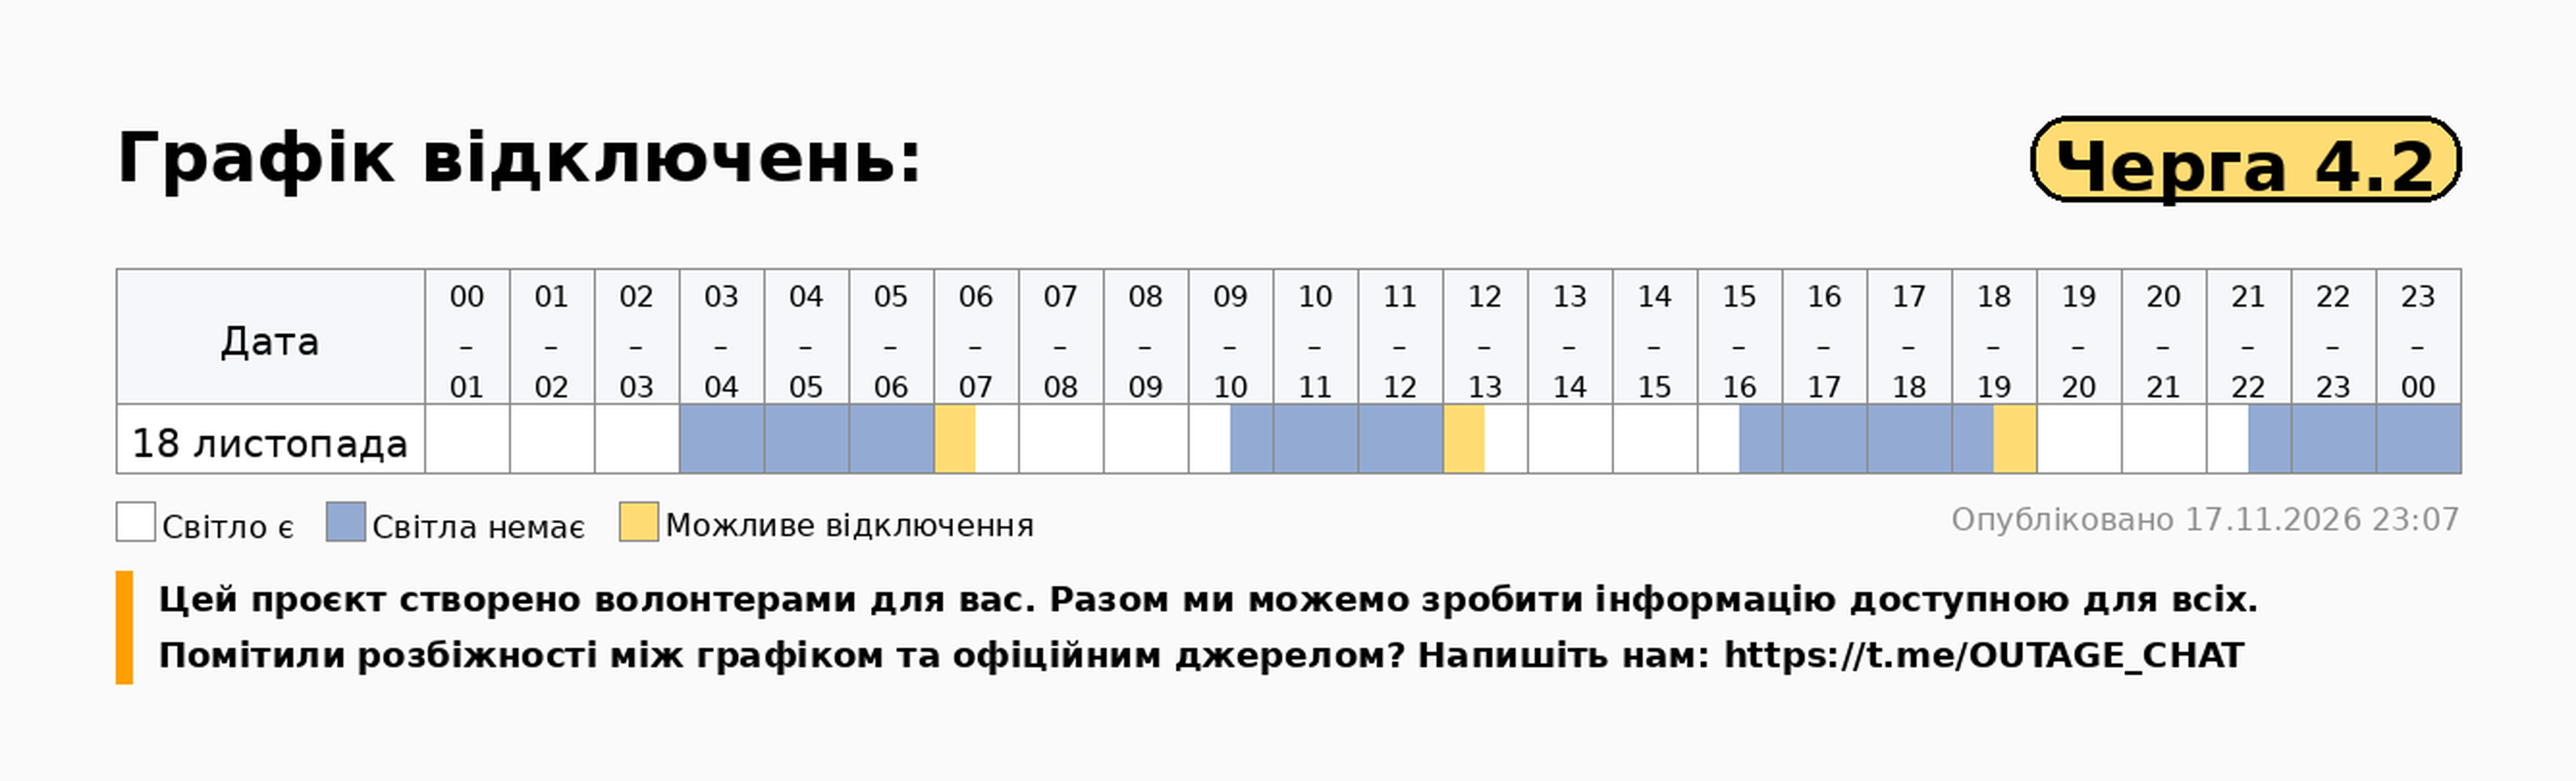 Графік відключень:
Черга 4.2
Дата
00 – 01
01 – 02
02 – 03
03 – 04
04 – 05
05 – 06
06 – 07
07 – 08
08 – 09
09 – 10
10 – 11
11 – 12
12 – 13
13 – 14
14 – 15
15 – 16
16 – 17
17 – 18
18 – 19
19 – 20
20 – 21
21 – 22
22 – 23
23 – 00
18 листопада
Світло є
Світла немає
Можливе відключення
Опубліковано 17.11.2026 23:07
Цей проєкт створено волонтерами для вас. Разом ми можемо зробити інформацію доступною для всіх.
Помітили розбіжності між графіком та офіційним джерелом? Напишіть нам: https://t.me/OUTAGE_CHAT